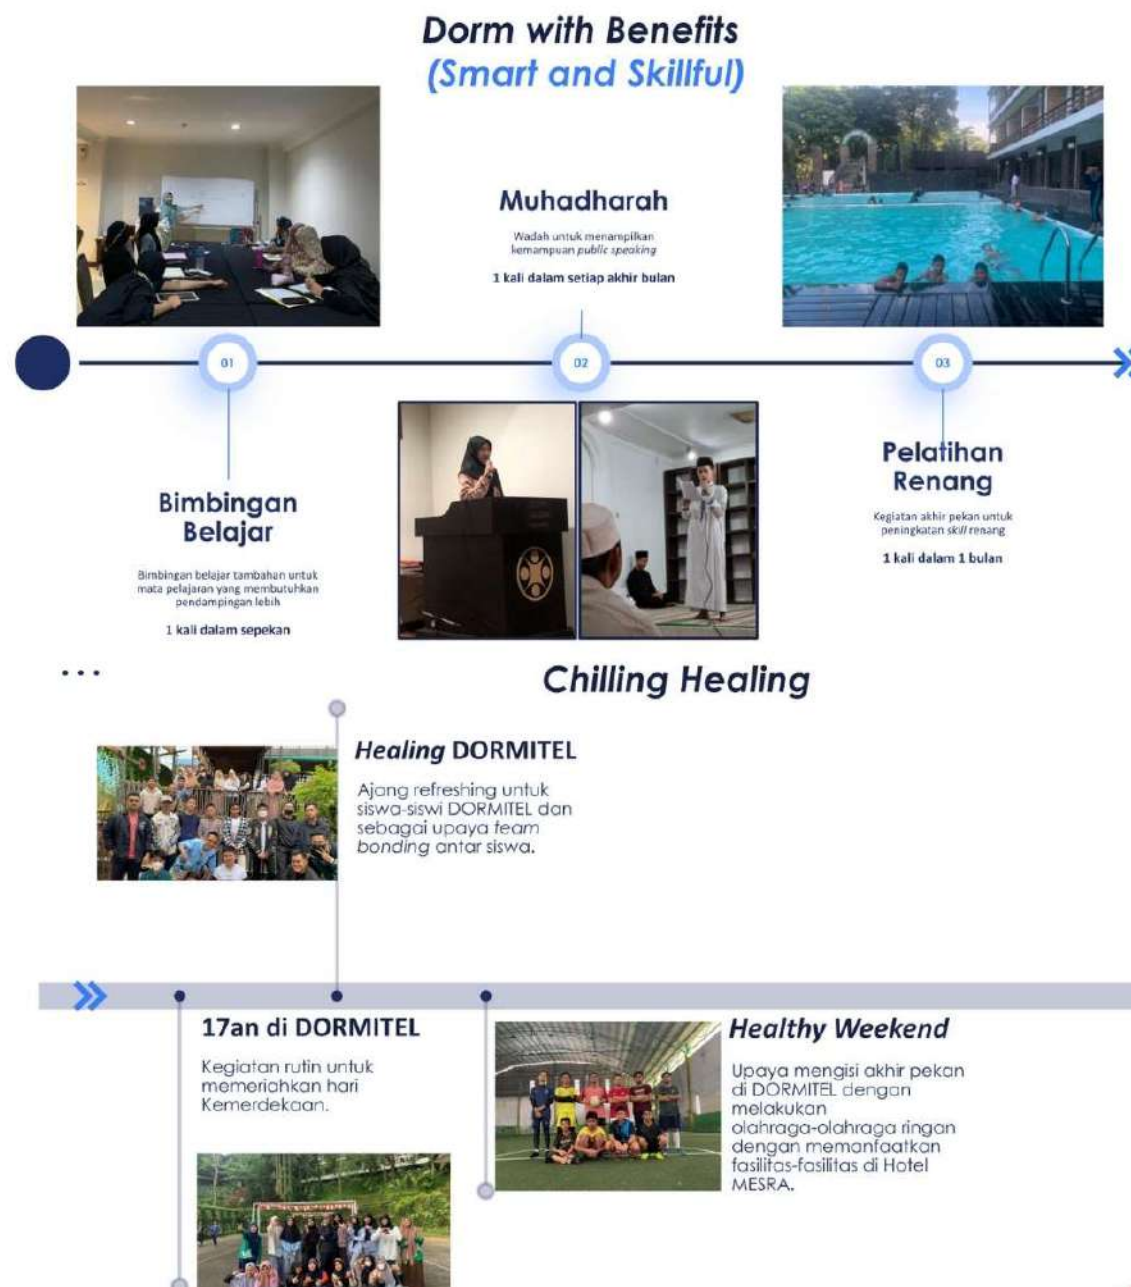 Dorm with Benefits
(Smart and Skillful)
Muhadharah
Wadah untuk menampilkan
kemampuan public speaking
1 kali dalam setiap akhir bulan
01
02
03
Bimbingan
Belajar
Bimbingan belajar tambahan untuk
mata pelajaran yang membutuhkan
pendampingan lebih
1 kali dalam sepekan
Pelatihan
Renang
Kegiatan akhir pekan untuk
peningkatan skill renang
1 kali dalam 1 bulan
...
Chilling Healing
Healing DORMITEL
Ajang refreshing untuk
siswa-siswi DORMITEL dan
sebagai upaya team
bonding antar siswa.
17an di DORMITEL
Kegiatan rutin untuk
memeriahkan hari
Kemerdekaan.
Healthy Weekend
Upaya mengisi akhir pekan
di DORMITEL dengan
melakukan
olahraga-olahraga ringan
dengan memanfaatkan
fasilitas-fasilitas di Hotel
MESRA.